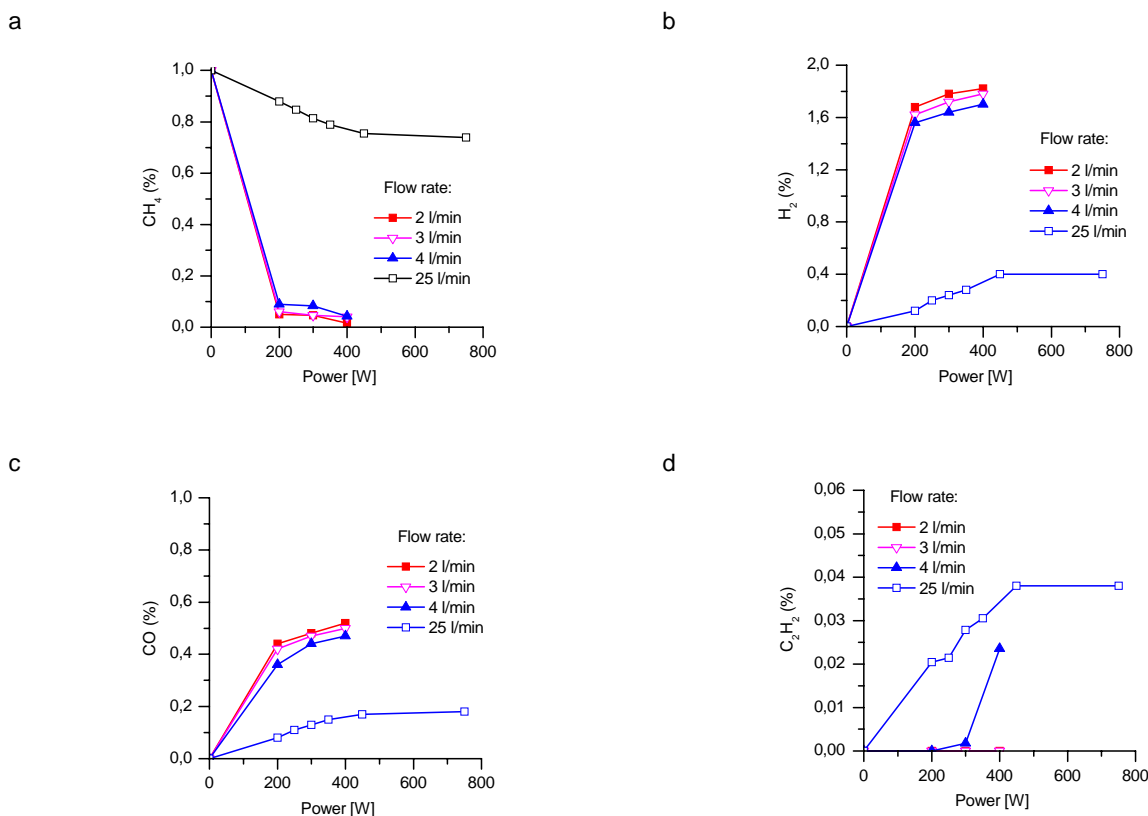 a
1,0
0,8
0,6
0,4
0,2
0,0
CH4 (%)
0
200
400
600
800
Power [W]
Flow rate:
2 l/min
3 l/min
4 l/min
25 l/min
b
2,0
1,6
1,2
0,8
0,4
0,0
H2 (%)
0
200
400
600
800
Power [W]
Flow rate:
2 l/min
3 l/min
4 l/min
25 l/min
c
1,0
0,8
0,6
0,4
0,2
0,0
CO (%)
0
200
400
600
800
Power [W]
Flow rate:
2 l/min
3 l/min
4 l/min
25 l/min
d
0,06
0,05
0,04
0,03
0,02
0,01
0,00
C2H2 (%)
0
200
400
600
800
Power [W]
Flow rate:
2 l/min
3 l/min
4 l/min
25 l/min